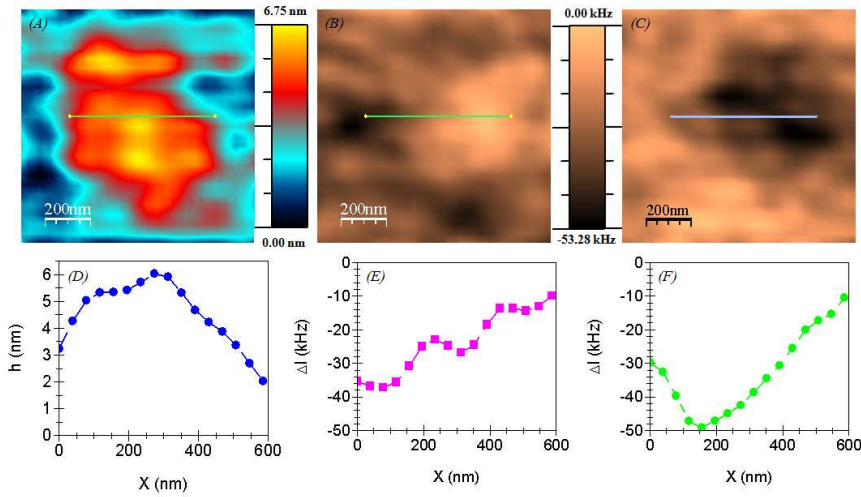 (A)
6.75 nm
0.00 nm
200nm
(B)
200nm
0.00 kHz
-53.28 kHz
(C)
200nm
(D)
h (nm)
6
5
4
3
2
1
0
0 200 400 600
X (nm)
(E)
ΔI (kHz)
0
-10
-20
-30
-40
-50
0 200 400 600
X (nm)
(F)
ΔI (kHz)
0
-10
-20
-30
-40
-50
0 200 400 600
X (nm)